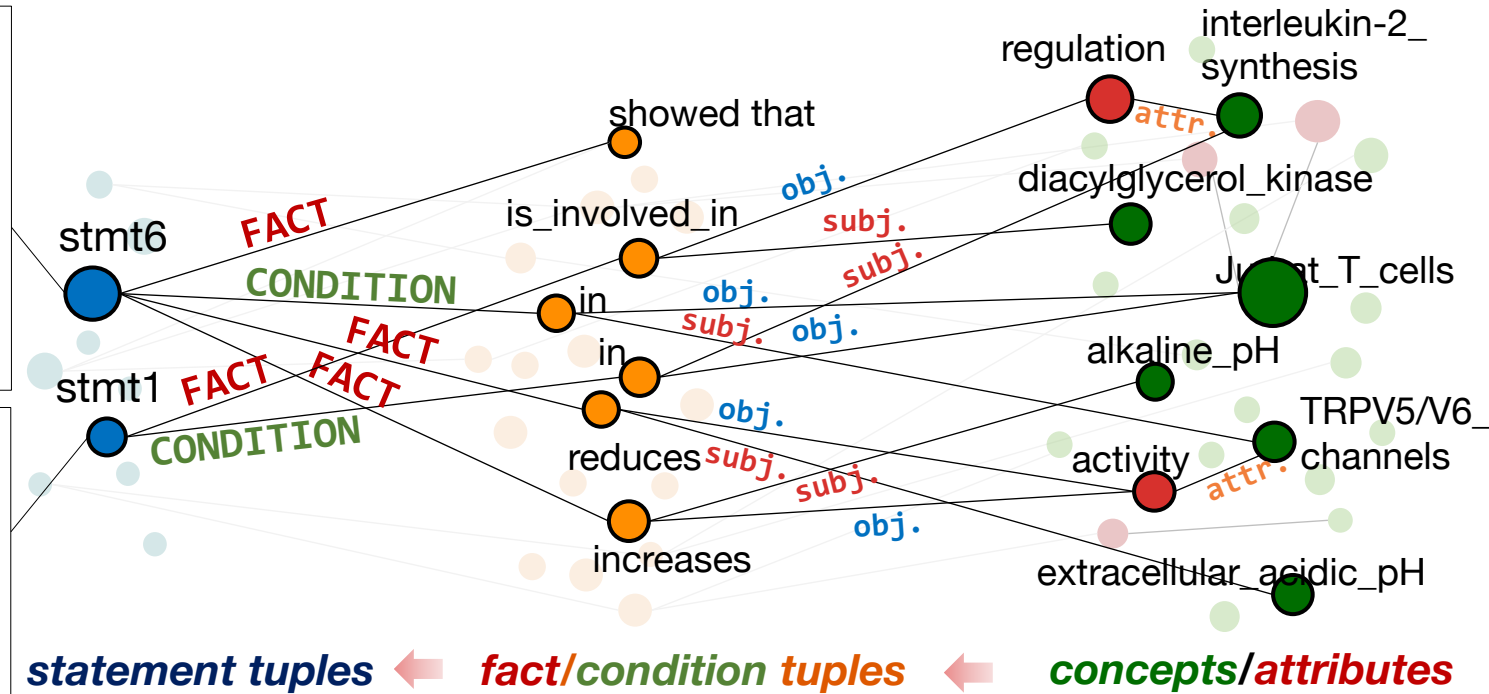 interleukin-2_
synthesis
regulation
attr.
showed that
obj.
diacylglycerol_kinase
is_involved_in
subj.
FACT
stmt6
subj.
CONDITION
obj.
Jurkat_T_cells
in
subj.
obj.
FACT
in
alkaline_pH
stmt1
FACT
FACT
obj.
TRPV5/V6_
channels
CONDITION
reduces
subj.
activity
subj.
attr.
obj.
increases
extracellular_acidic_pH
statement tuples
fact/condition tuples
concepts/attributes